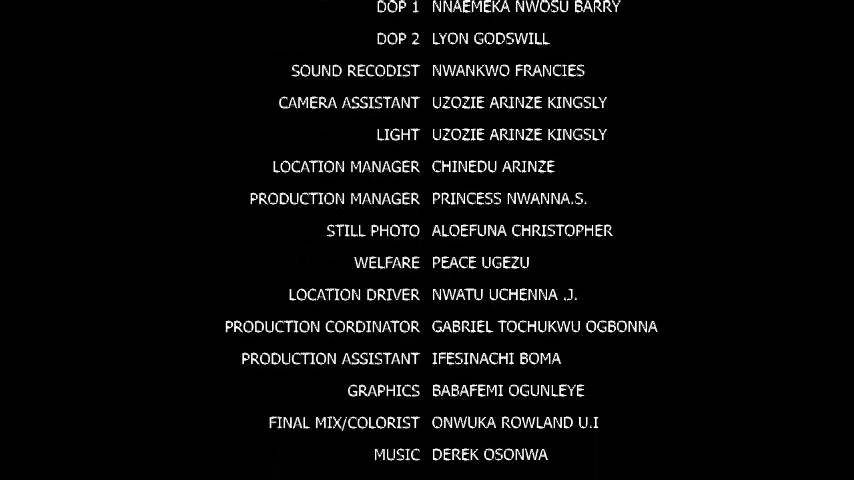 DOP 1 NNAEMEKA NWOSU BARRY
DOP 2 LYON GODSWILL
SOUND RECODIST NWANKWO FRANCIES
CAMERA ASSISTANT UZOZIE ARINZE KINGSLY
LIGHT UZOZIE ARINZE KINGSLY
LOCATION MANAGER CHINEDU ARINZE
PRODUCTION MANAGER PRINCESS NWANNA.S.
STILL PHOTO ALOEFUNA CHRISTOPHER
WELFARE PEACE UGEZU
LOCATION DRIVER NWATU UCHENNA .J.
PRODUCTION CORDINATOR GABRIEL TOCHUKWU OGBONNA
PRODUCTION ASSISTANT IFESINACHI BOMA
GRAPHICS BABAFEMI OGUNLEYE
FINAL MIX/COLORIST ONWUKA ROWLAND U.I
MUSIC DEREK OSONWA